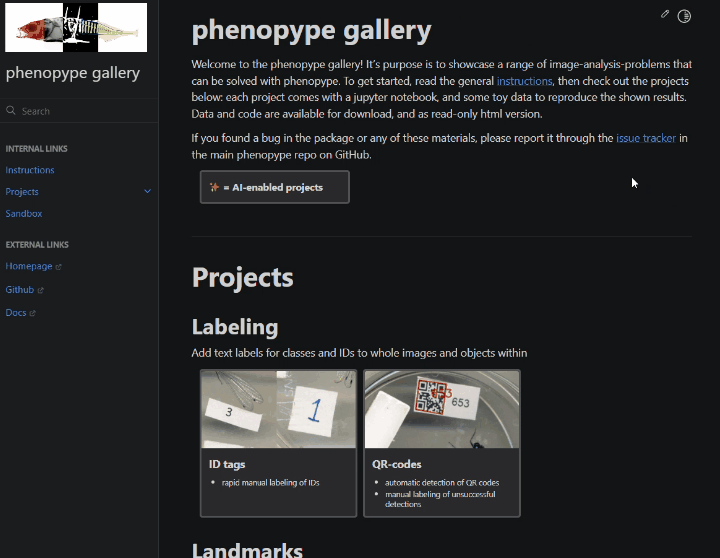 phenopype gallery
Search
INTERNAL LINKS
Instructions
Projects
Sandbox
EXTERNAL LINKS
Homepage
Github
Docs
phenopype gallery
Welcome to the phenopype gallery! It's purpose is to showcase a range of image-analysis-problems that
can be solved with phenopype. To get started, read the general instructions, then check out the projects
below: each project comes with a jupyter notebook, and some toy data to reproduce the shown results.
Data and code are available for download, and as read-only html version.
If you found a bug in the package or any of these materials, please report it through the issue tracker in
the main phenopype repo on GitHub.
= AI-enabled projects
Projects
Labeling
Add text labels for classes and IDs to whole images and objects within
3
1
653
ID tags
rapid manual labeling of IDs
QR-codes
automatic detection of QR codes
manual labeling of unsuccessful
detections
Landmarks